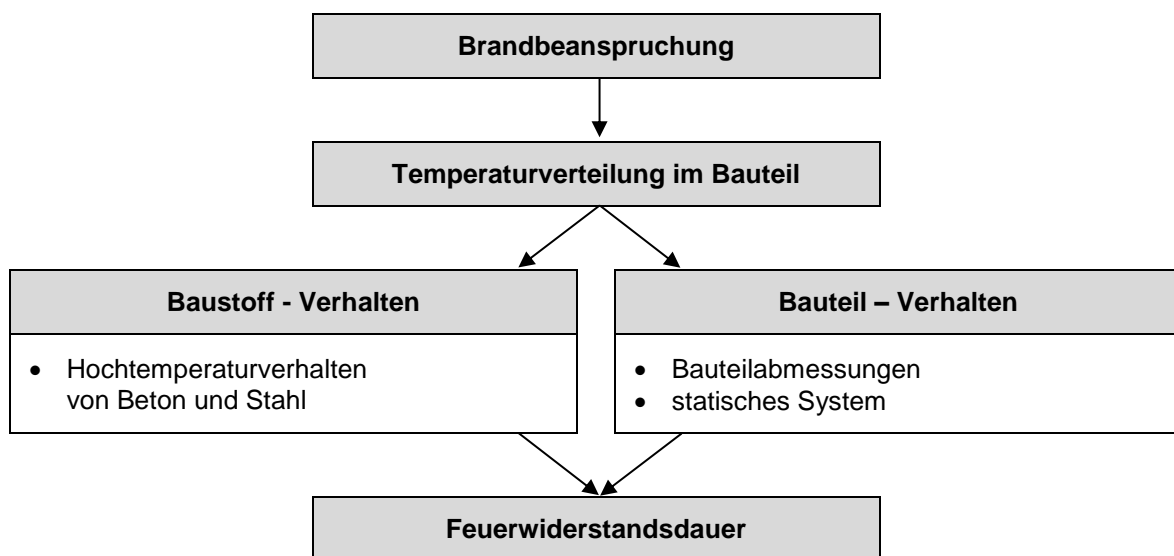 Brandbeanspruchung
Temperaturverteilung im Bauteil
Baustoff - Verhalten
• Hochtemperaturverhalten
von Beton und Stahl
Bauteil – Verhalten
• Bauteilabmessungen
• statisches System
Feuerwiderstandsdauer